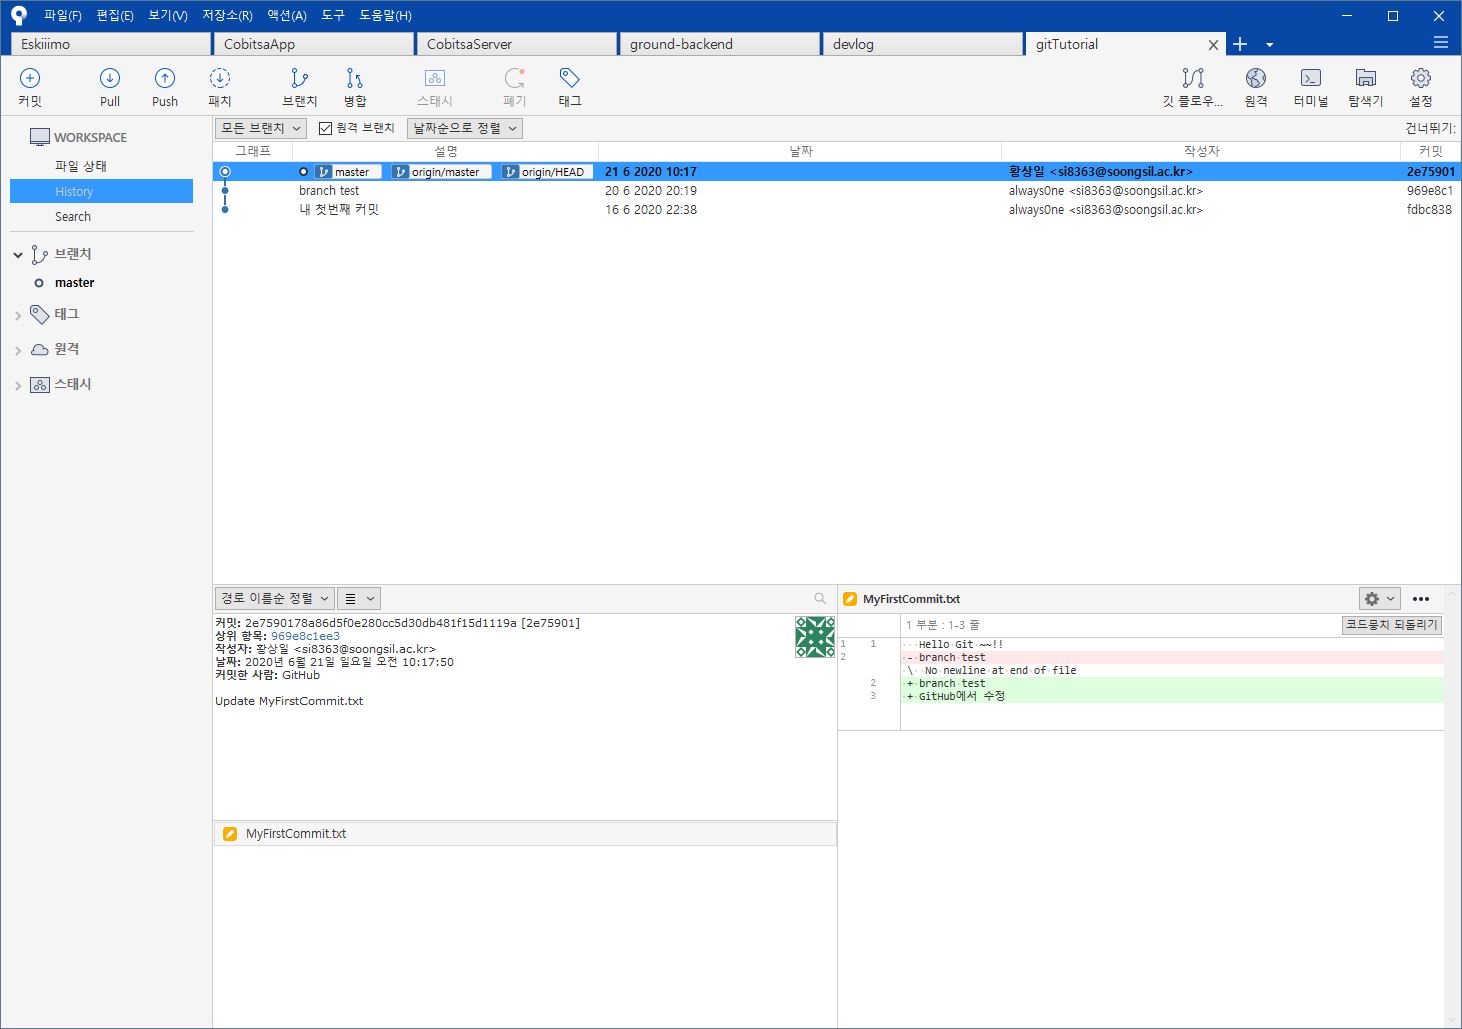 파일(F) 편집(E) 보기(V) 저장소(R) 액션(A) 도구 도움말(H)
Eskiiimo CobitsaApp CobitsaServer ground-backend devlog gitTutorial
커밋 Pull Push 패치 브랜치 병합 스태시 폐기 태그 깃 플로우... 원격 터미널 탐색기 설정
WORKSPACE
파일 상태
History
Search
브랜치
master
태그
원격
스태시
모든 브랜치 원격 브랜치 날짜순으로 정렬 건너뛰기:
그래프 설명 날짜 작성자 커밋
master origin/master origin/HEAD 21 6 2020 10:17 황상일 <si8363@soongsil.ac.kr> 2e75901
branch test 20 6 2020 20:19 always0ne <si8363@soongsil.ac.kr> 969e8c1
내 첫번째 커밋 16 6 2020 22:38 always0ne <si8363@soongsil.ac.kr> fdbc838
경로 이름순 정렬
커밋: 2e7590178a86d5f0e280cc5d30db481f15d1119a [2e75901]
상위 항목: 969e8c1ee3
작성자: 황상일 <si8363@soongsil.ac.kr>
날짜: 2020년 6월 21일 일요일 오전 10:17:50
커밋한 사람: GitHub
Update MyFirstCommit.txt
MyFirstCommit.txt
MyFirstCommit.txt
1 부분 : 1-3 줄 코드뭉치 되돌리기
1 1 Hello Git ~~!!
2 - branch test
\ No newline at end of file
2 + branch test
3 + GitHub에서 수정